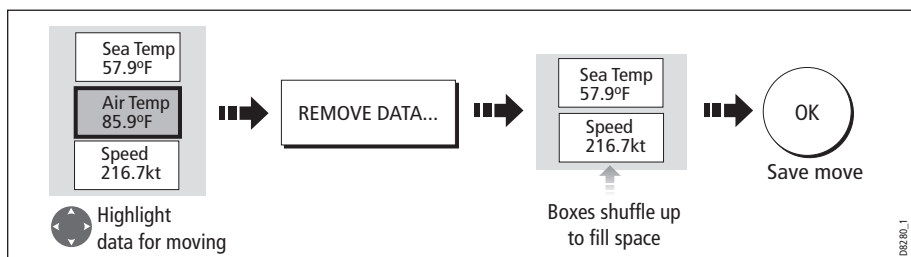 Sea Temp
57.9ºF
Air Temp
85.9ºF
Speed
216.7kt
Highlight
data for moving
REMOVE DATA...
Sea Temp
57.9ºF
Speed
216.7kt
Boxes shuffle up
to fill space
OK
Save move
D8280_1